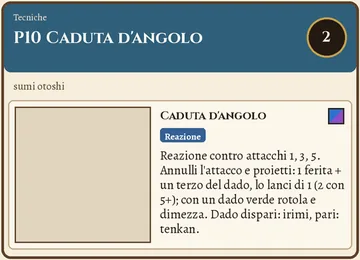 Tecniche
P10 Caduta d'angolo
2
sumi otoshi
Caduta d'angolo
Reazione
Reazione contro attacchi 1, 3, 5.
Annulli l'attacco e proietti: 1 ferita +
un terzo del dado, lo lanci di 1 (2 con
5+); con un dado verde rotola e
dimezza. Dado dispari: irimi, pari:
tenkan.